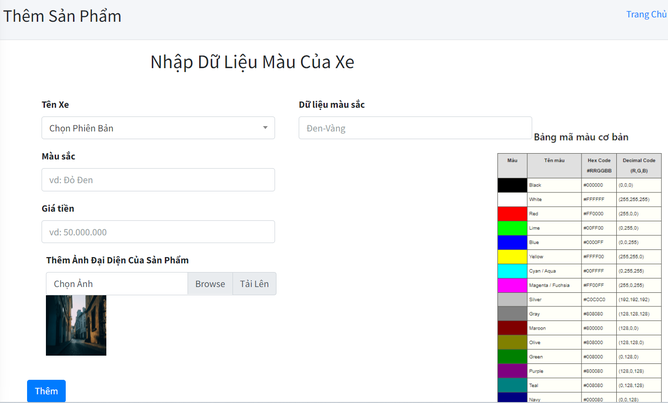 Thêm Sản Phẩm
Trang Chủ
Nhập Dữ Liệu Màu Của Xe
Tên Xe
Chọn Phiên Bản
Dữ liệu màu sắc
Đen-Vàng
Màu sắc
vd: Đỏ Đen
Giá tiền
vd: 50.000.000
Thêm Ảnh Đại Diện Của Sản Phẩm
Chọn Ảnh Browse Tải Lên
Thêm
Bảng mã màu cơ bản
Màu Tên màu Hex Code #RRGGBB Decimal Code (R,G,B)
Black #000000 (0,0,0)
White #FFFFFF (255,255,255)
Red #FF0000 (255,0,0)
Lime #00FF00 (0,255,0)
Blue #0000FF (0,0,255)
Yellow #FFFF00 (255,255,0)
Cyan / Aqua #00FFFF (0,255,255)
Magenta / Fuchsia #FF00FF (255,0,255)
Silver #C0C0C0 (192,192,192)
Gray #808080 (128,128,128)
Maroon #800000 (128,0,0)
Olive #808000 (128,128,0)
Green #008000 (0,128,0)
Purple #800080 (128,0,128)
Teal #008080 (0,128,128)
Navy #000080 (0,0,128)